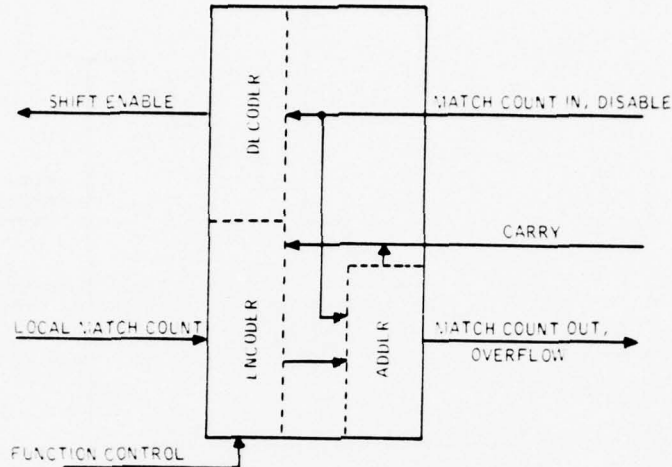 SHIFT ENABLE
DECODER
MATCH COUNT IN, DISABLE
CARRY
LOCAL MATCH COUNT
ENCODER
ADDER
MATCH COUNT OUT,
OVERFLOW
FUNCTION CONTROL